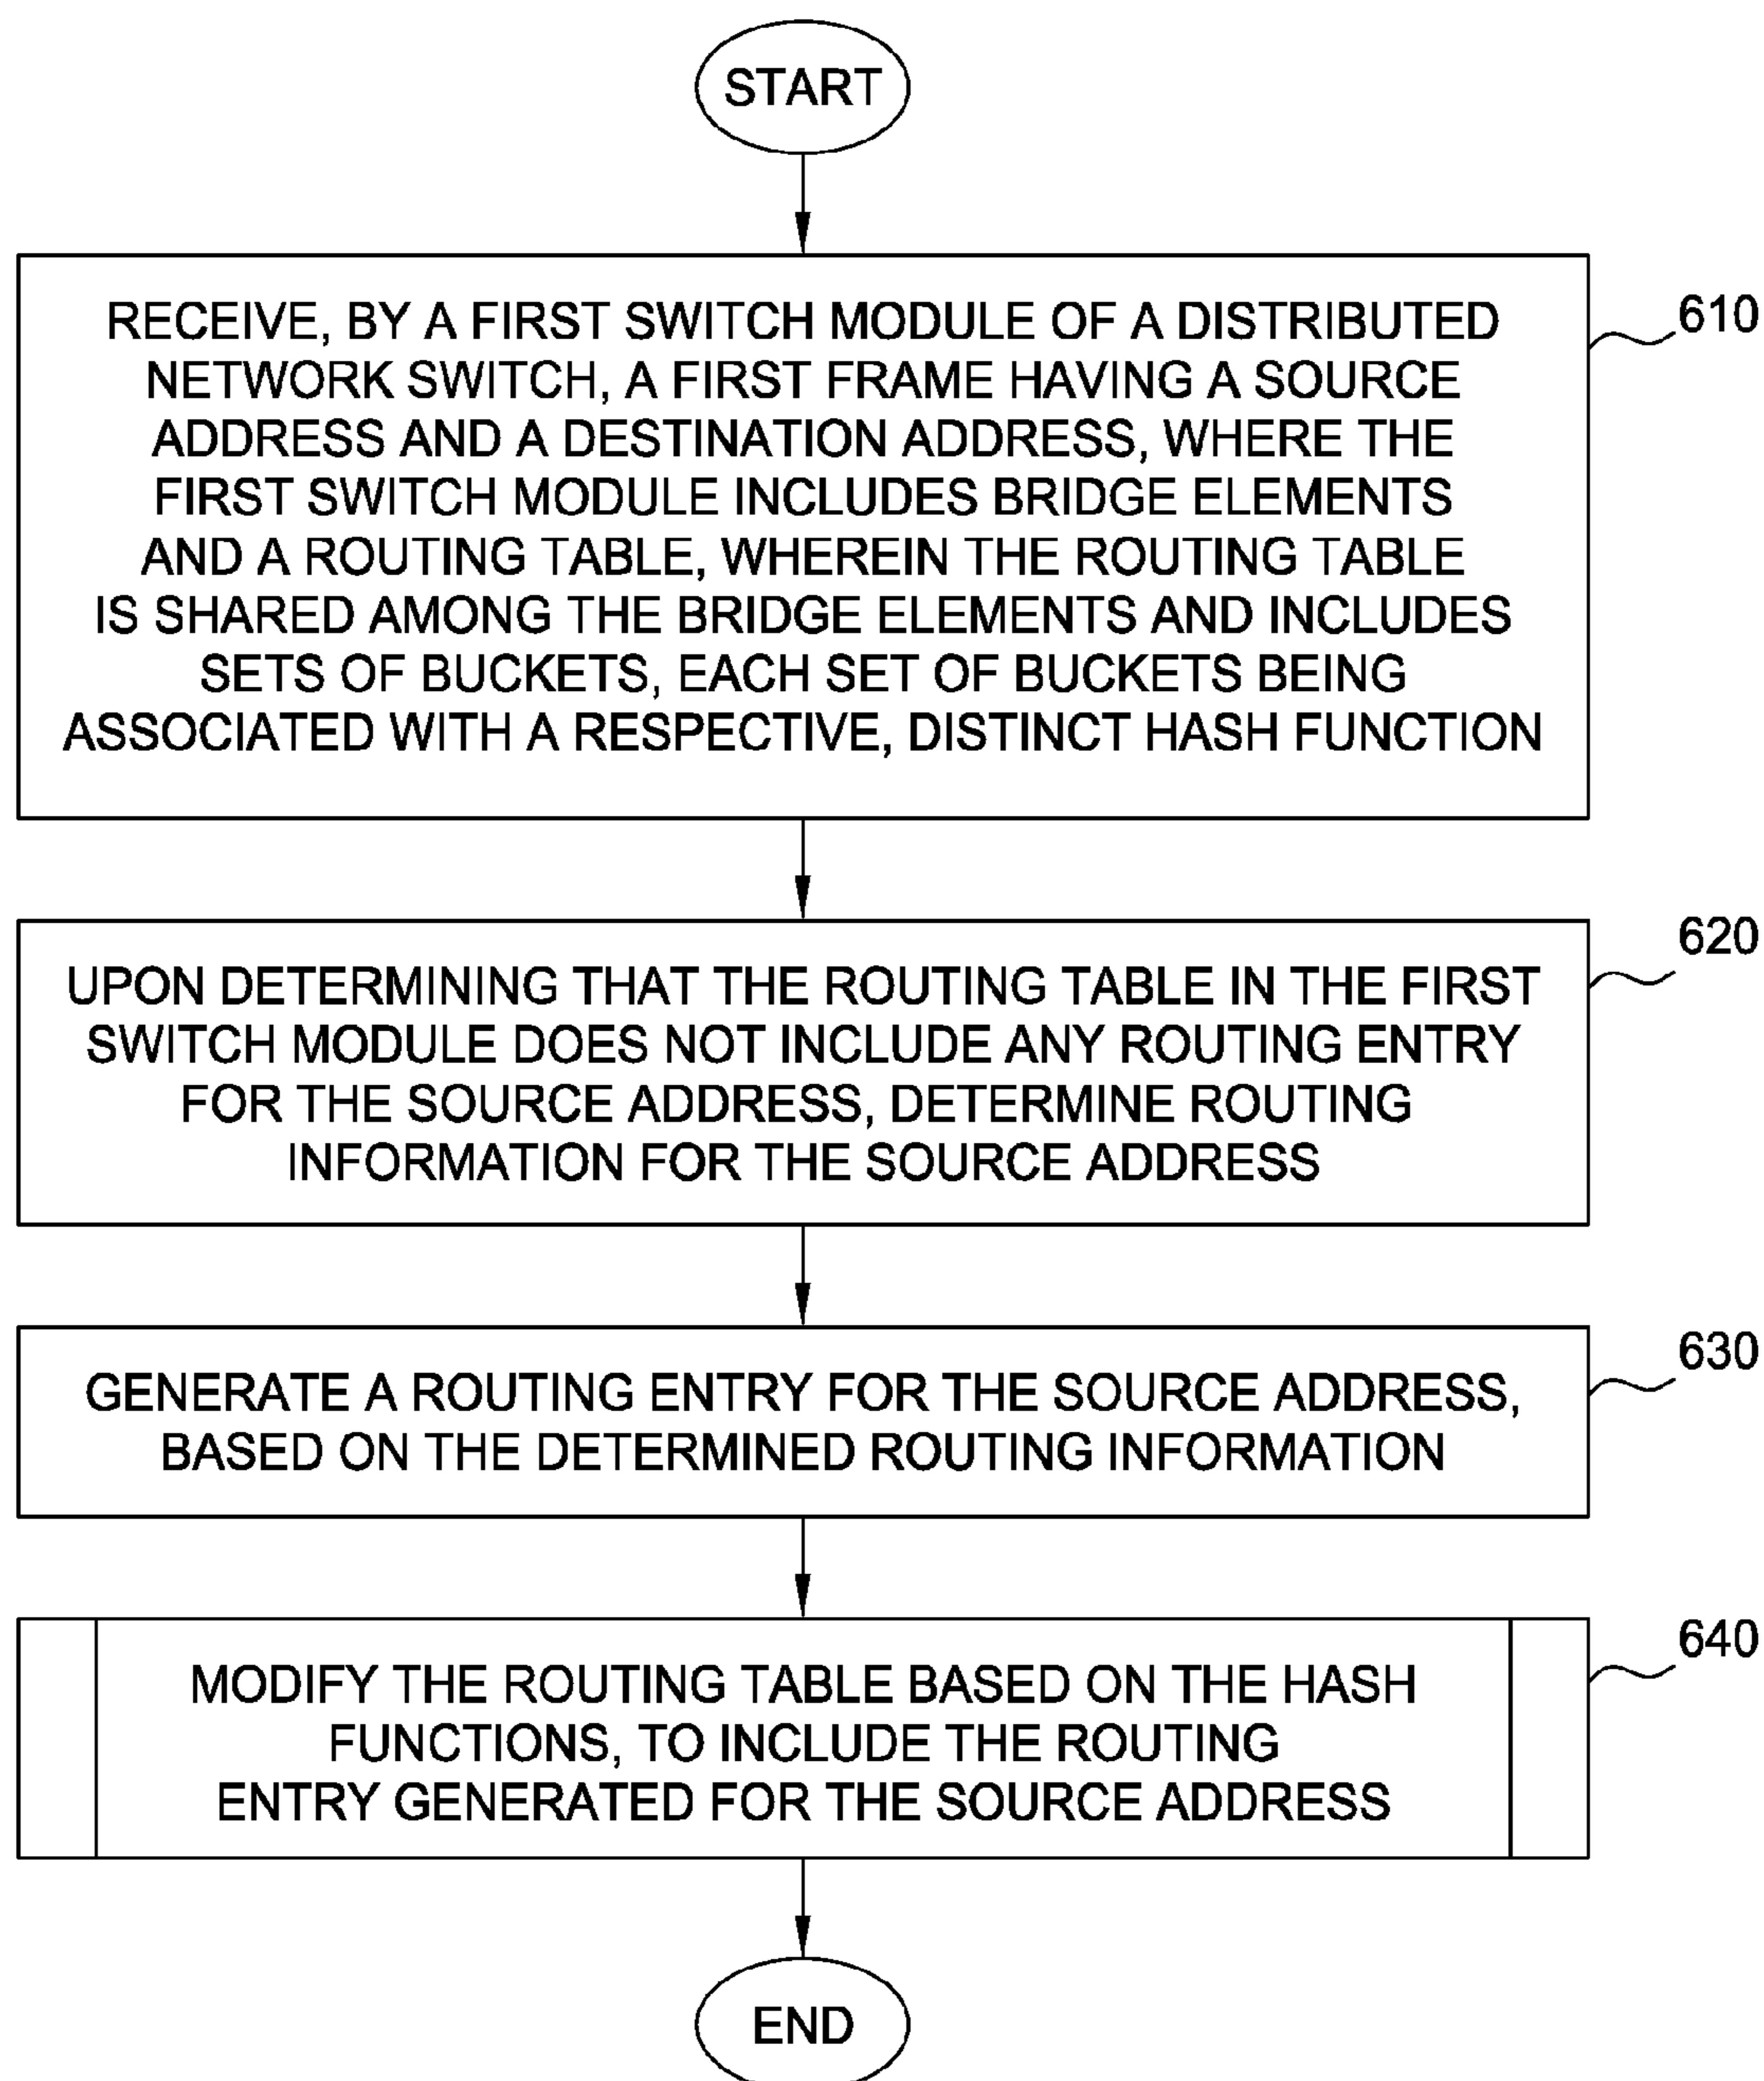 START
RECEIVE, BY A FIRST SWITCH MODULE OF A DISTRIBUTED
NETWORK SWITCH, A FIRST FRAME HAVING A SOURCE
ADDRESS AND A DESTINATION ADDRESS, WHERE THE
FIRST SWITCH MODULE INCLUDES BRIDGE ELEMENTS
AND A ROUTING TABLE, WHEREIN THE ROUTING TABLE
IS SHARED AMONG THE BRIDGE ELEMENTS AND INCLUDES
SETS OF BUCKETS, EACH SET OF BUCKETS BEING
ASSOCIATED WITH A RESPECTIVE, DISTINCT HASH FUNCTION
610
UPON DETERMINING THAT THE ROUTING TABLE IN THE FIRST
SWITCH MODULE DOES NOT INCLUDE ANY ROUTING ENTRY
FOR THE SOURCE ADDRESS, DETERMINE ROUTING
INFORMATION FOR THE SOURCE ADDRESS
620
GENERATE A ROUTING ENTRY FOR THE SOURCE ADDRESS,
BASED ON THE DETERMINED ROUTING INFORMATION
630
MODIFY THE ROUTING TABLE BASED ON THE HASH
FUNCTIONS, TO INCLUDE THE ROUTING
ENTRY GENERATED FOR THE SOURCE ADDRESS
640
END